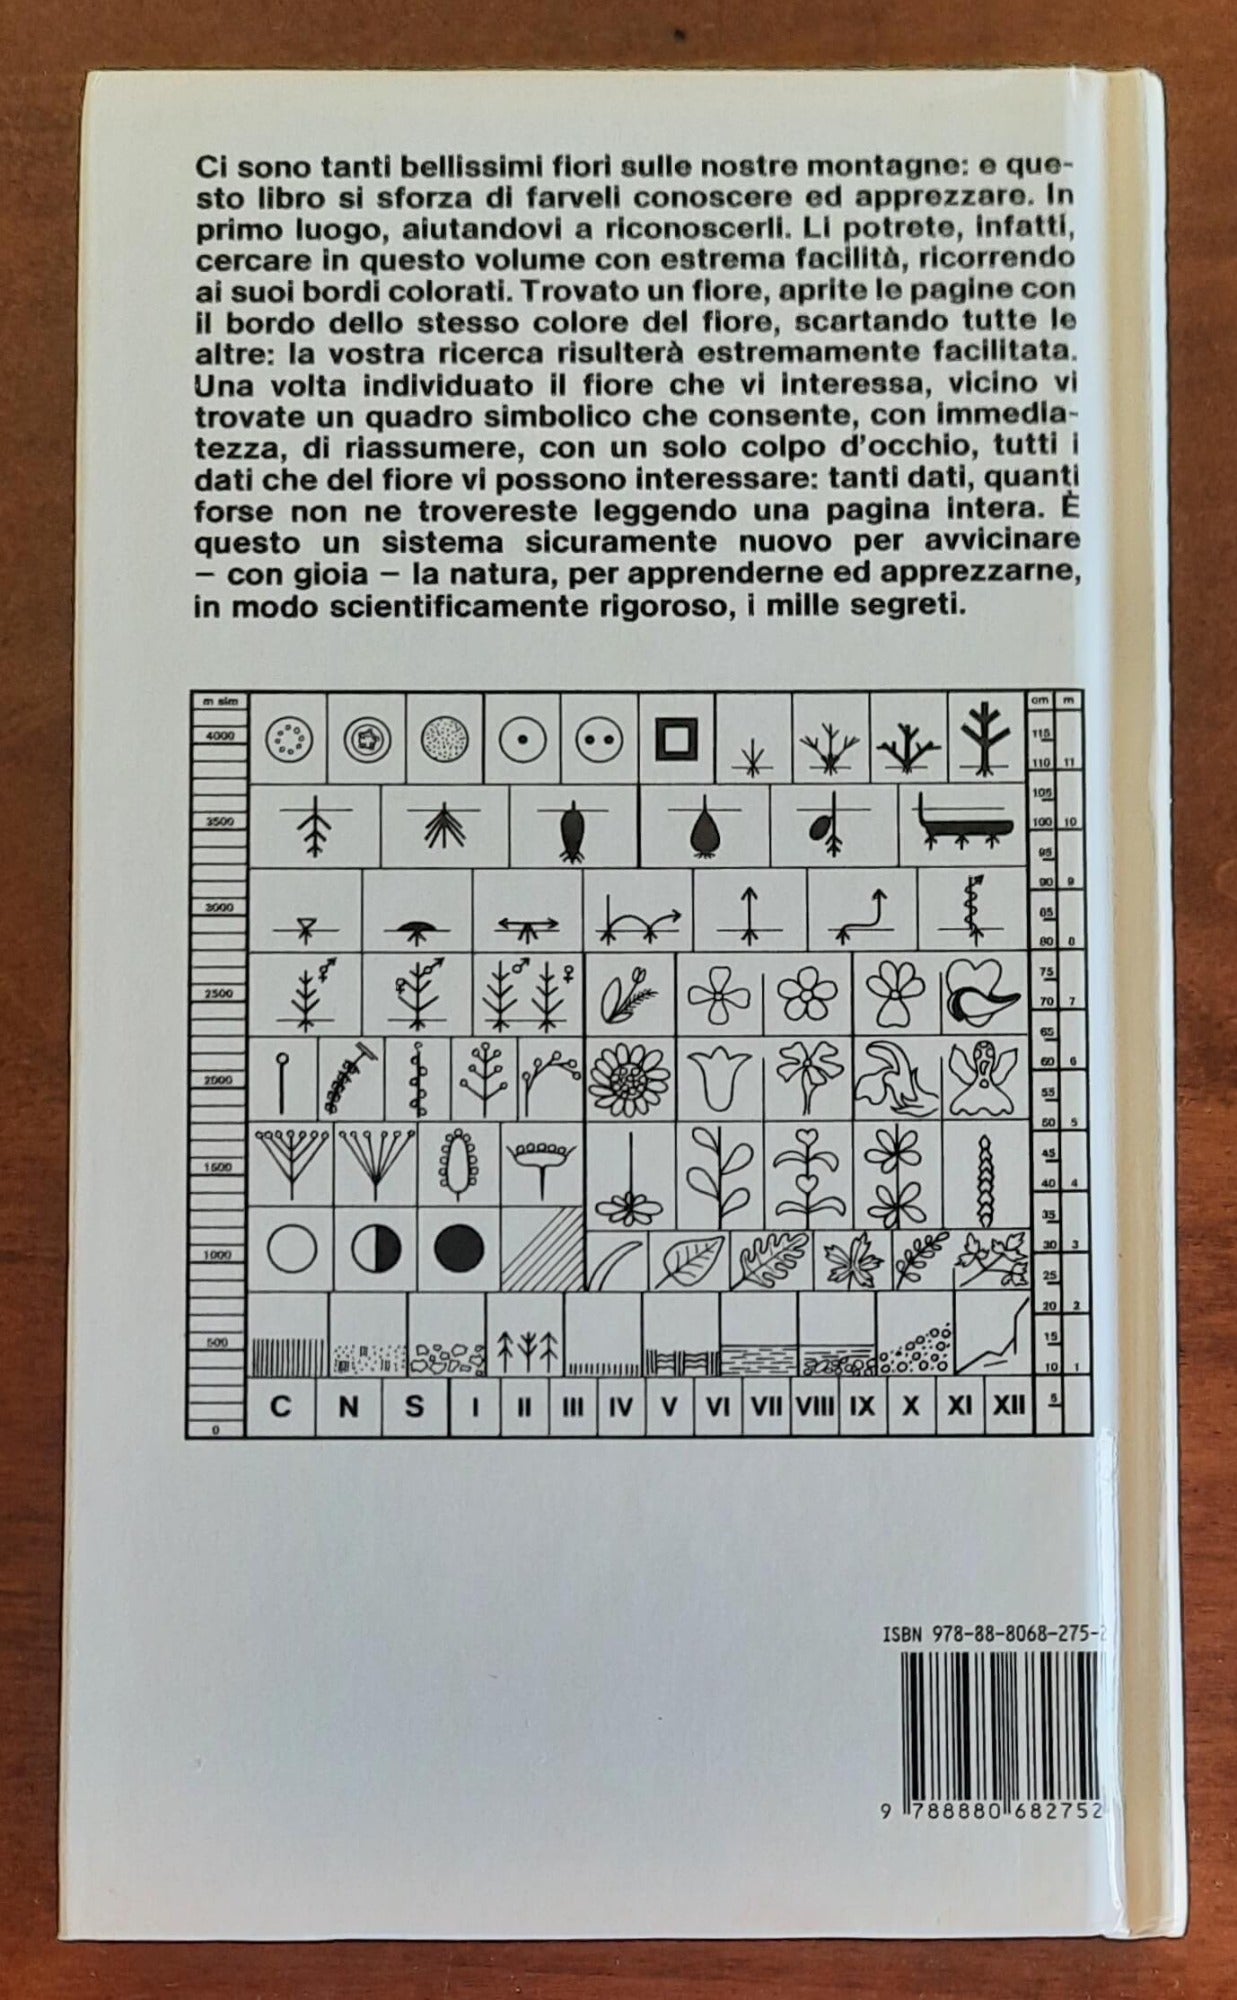 Ci sono tanti bellissimi fiori sulle nostre montagne: e que-
sto libro si sforza di farveli conoscere ed apprezzare. In
primo luogo, aiutandovi a riconoscerli. Li potrete, infatti,
cercare in questo volume con estrema facilità, ricorrendo
ai suoi bordi colorati. Trovato un fiore, aprite le pagine con
il bordo dello stesso colore del fiore, scartando tutte le
altre: la vostra ricerca risulterà estremamente facilitata.
Una volta individuato il fiore che vi interessa, vicino vi
trovate un quadro simbolico che consente, con immedia-
tezza, di riassumere, con un solo colpo d'occhio, tutti i
dati che del fiore vi possono interessare: tanti dati, quanti
forse non ne trovereste leggendo una pagina intera. È
questo un sistema sicuramente nuovo per avvicinare
– con gioia – la natura, per apprenderne ed apprezzarne,
in modo scientificamente rigoroso, i mille segreti.
m slm cm m
4000 115
110 11
105
3500 100 10
95
90 9
3000 85
80 8
75
2500 70 7
65
2000 60 6
55
50 5
1500 45
40 4
35
1000 30 3
25
20 2
500 15
10 1
C N S I II III IV V VI VII VIII IX X XI XII 5
0
ISBN 978-88-8068-275-2
9 788880 682752